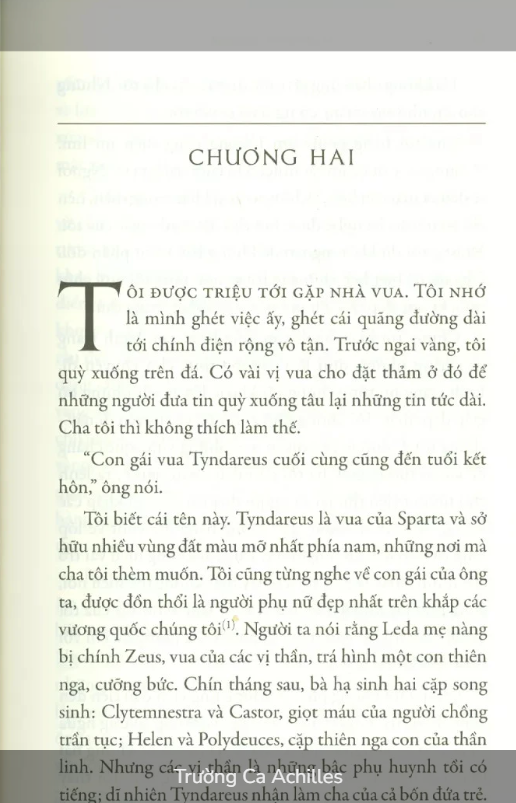 CHƯƠNG HAI
TÔI ĐƯỢC TRIỆU TỚI GẶP NHÀ VUA. TÔI NHỚ
là mình ghét việc ấy, ghét cái quãng đường dài
tới chính điện rộng vô tận. Trước ngai vàng, tôi
quỳ xuống trên đá. Có vài vị vua cho đặt thảm ở đó để
những người đưa tin quỳ xuống tâu lại những tin tức dài.
Cha tôi thì không thích làm thế.
“Con gái vua Tyndareus cuối cùng cũng đến tuổi kết
hôn,” ông nói.
Tôi biết cái tên này. Tyndareus là vua của Sparta và sở
hữu nhiều vùng đất màu mỡ nhất phía nam, những nơi mà
cha tôi thèm muốn. Tôi cũng từng nghe về con gái của ông
ta, được đồn thổi là người phụ nữ đẹp nhất trên khắp các
vương quốc chúng tôi(1). Người ta nói rằng Leda mẹ nàng
bị chính Zeus, vua của các vị thần, trá hình một con thiên
nga, cưỡng bức. Chín tháng sau, bà hạ sinh hai cặp song
sinh: Clytemnestra và Castor, giọt máu của người chồng
trần tục; Helen và Polydeuces, cặp thiên nga con của thần
linh. Nhưng các vị thần là những bậc phụ huynh tồi có
Trường Ca Achilles
tiếng; dĩ nhiên Tyndareus nhận làm cha của cả bốn đứa trẻ.